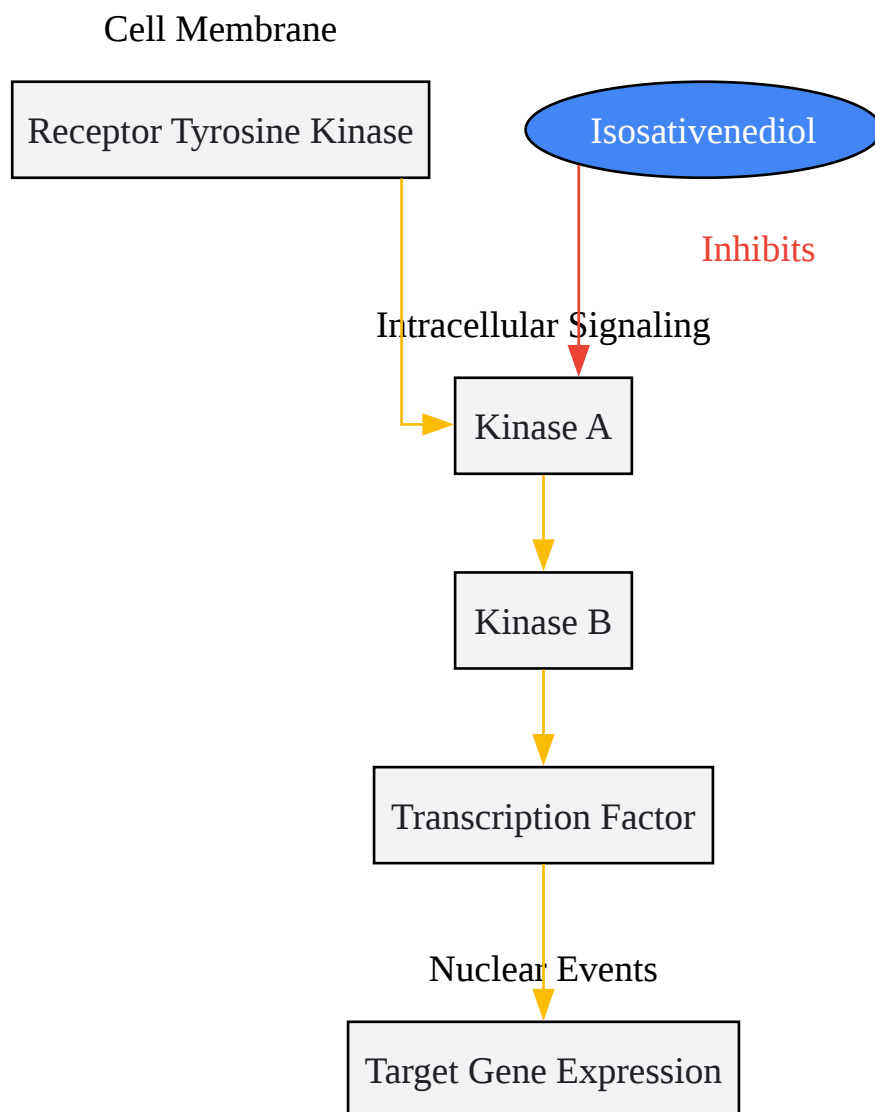 Cell Membrane
Receptor Tyrosine Kinase
Isosativenediol
Inhibits
Intracellular Signaling
Kinase A
Kinase B
Transcription Factor
Nuclear Events
Target Gene Expression